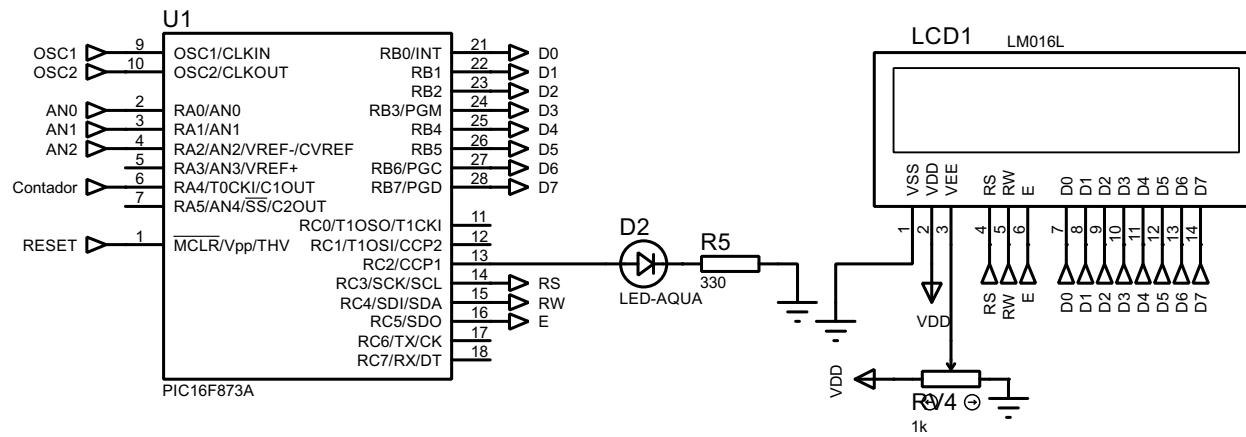 U1
OSC1 9 OSC1/CLKIN RB0/INT 21 D0
OSC2 10 OSC2/CLKOUT RB1 22 D1
RB2 23 D2
AN0 2 RA0/AN0 RB3/PGM 24 D3
AN1 3 RA1/AN1 RB4 25 D4
AN2 4 RA2/AN2/VREF-/CVREF RB5 26 D5
5 RA3/AN3/VREF+ RB6/PGC 27 D6
Contador 6 RA4/T0CKI/C1OUT RB7/PGD 28 D7
7 RA5/AN4/SS/C2OUT
RC0/T1OSO/T1CKI 11
RESET 1 MCLR/Vpp/THV RC1/T1OSI/CCP2 12
RC2/CCP1 13
RC3/SCK/SCL 14 RS
RC4/SDI/SDA 15 RW
RC5/SDO 16 E
RC6/TX/CK 17
RC7/RX/DT 18
PIC16F873A
D2
LED-AQUA
R5
330
LCD1
LM016L
VSS VDD VEE RS RW E D0 D1 D2 D3 D4 D5 D6 D7
1 2 3 4 5 6 7 8 9 10 11 12 13 14
RS RW E D0 D1 D2 D3 D4 D5 D6 D7
VDD
VDD
RV4
1k